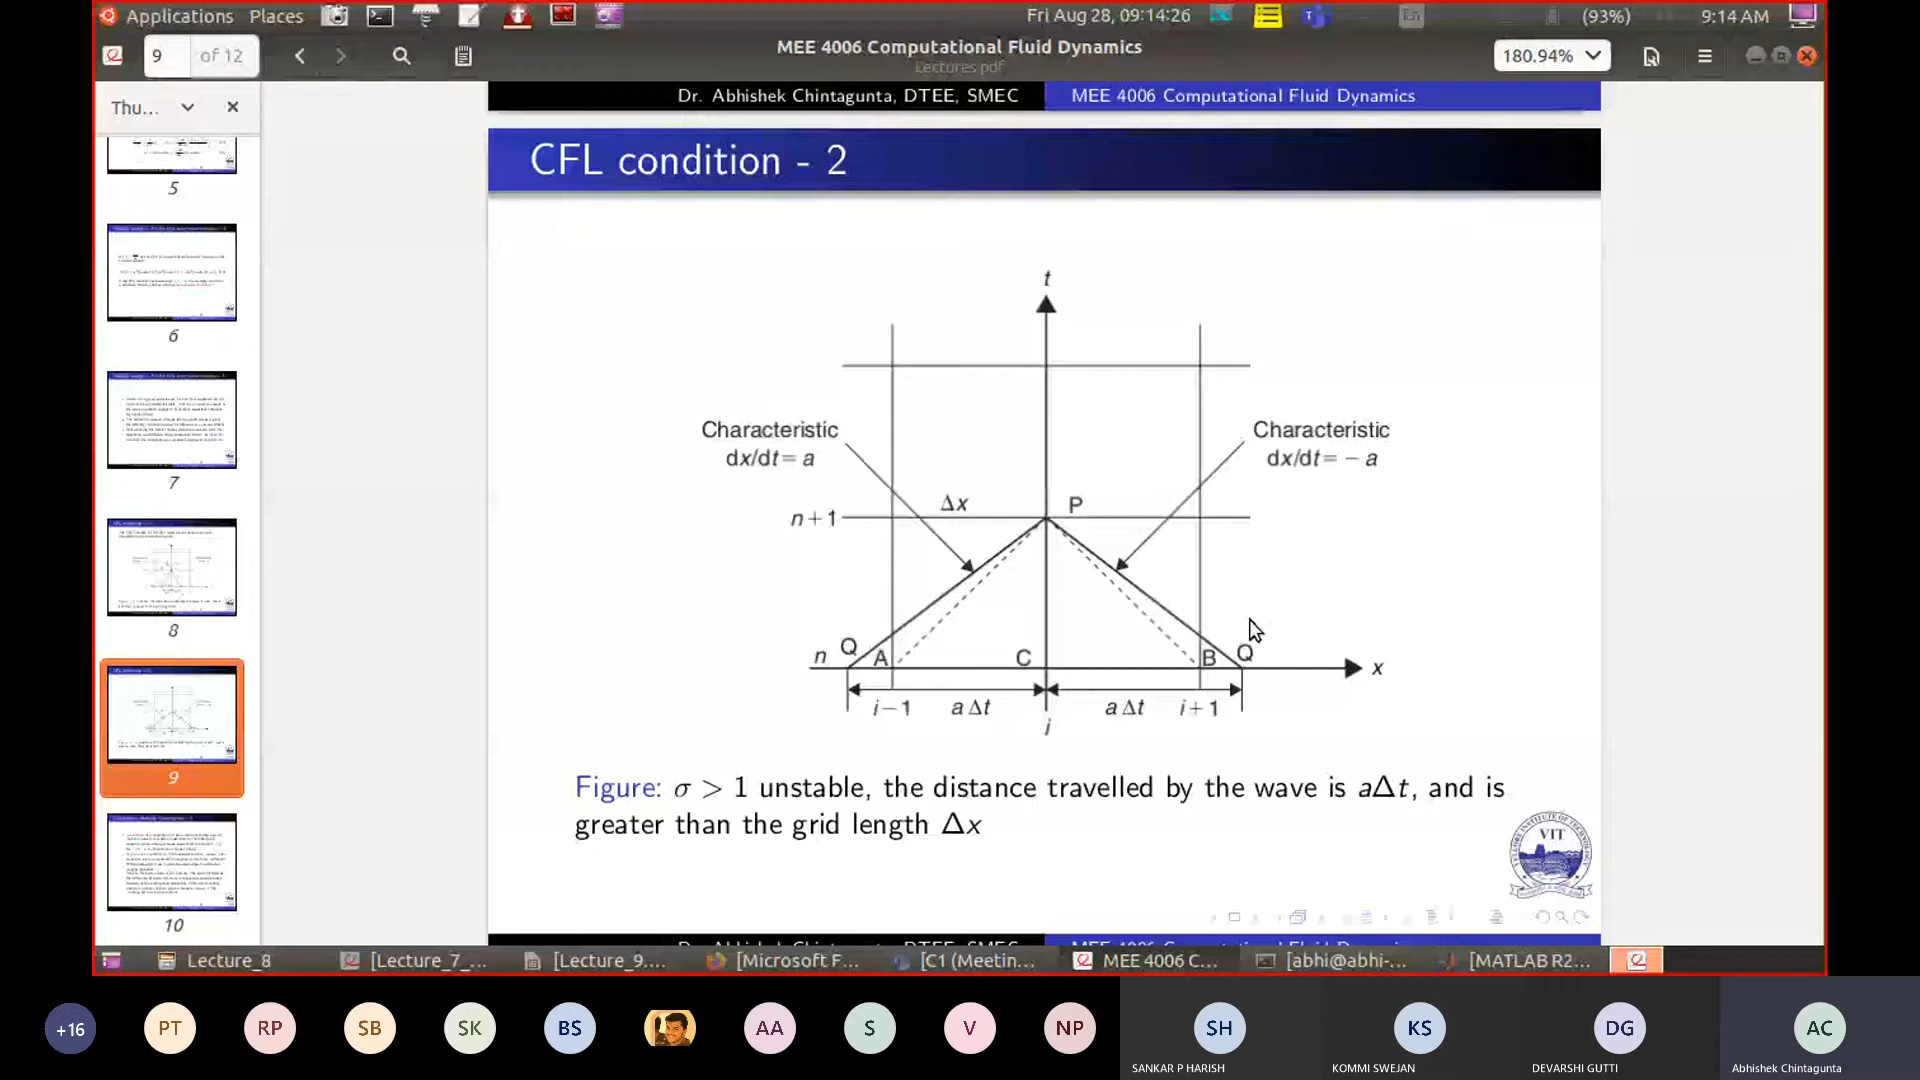 Applications Places
Fri Aug 28, 09:14:26
(93%)
9:14 AM
9 of 12
MEE 4006 Computational Fluid Dynamics
Lectures.pdf
180.94%
Thu...
Dr. Abhishek Chintagunta, DTEE, SMEC
MEE 4006 Computational Fluid Dynamics
CFL condition - 2
5
6
7
8
9
10
t
Characteristic
dx/dt= a
Characteristic
dx/dt= − a
Δx
P
n+1
n
Q
A
C
B
Q
x
i−1
a Δt
a Δt
i+1
i
Figure: σ > 1 unstable, the distance travelled by the wave is aΔt, and is
greater than the grid length Δx
VIT
Lecture_8
[Lecture_7_...
[Lecture_9....
[Microsoft F...
[C1 (Meetin...
MEE 4006 C...
[abhi@abhi-...
[MATLAB R2...
+16
PT
RP
SB
SK
BS
AA
S
V
NP
SH
KS
DG
AC
SANKAR P HARISH
KOMMI SWEJAN
DEVARSHI GUTTI
Abhishek Chintagunta